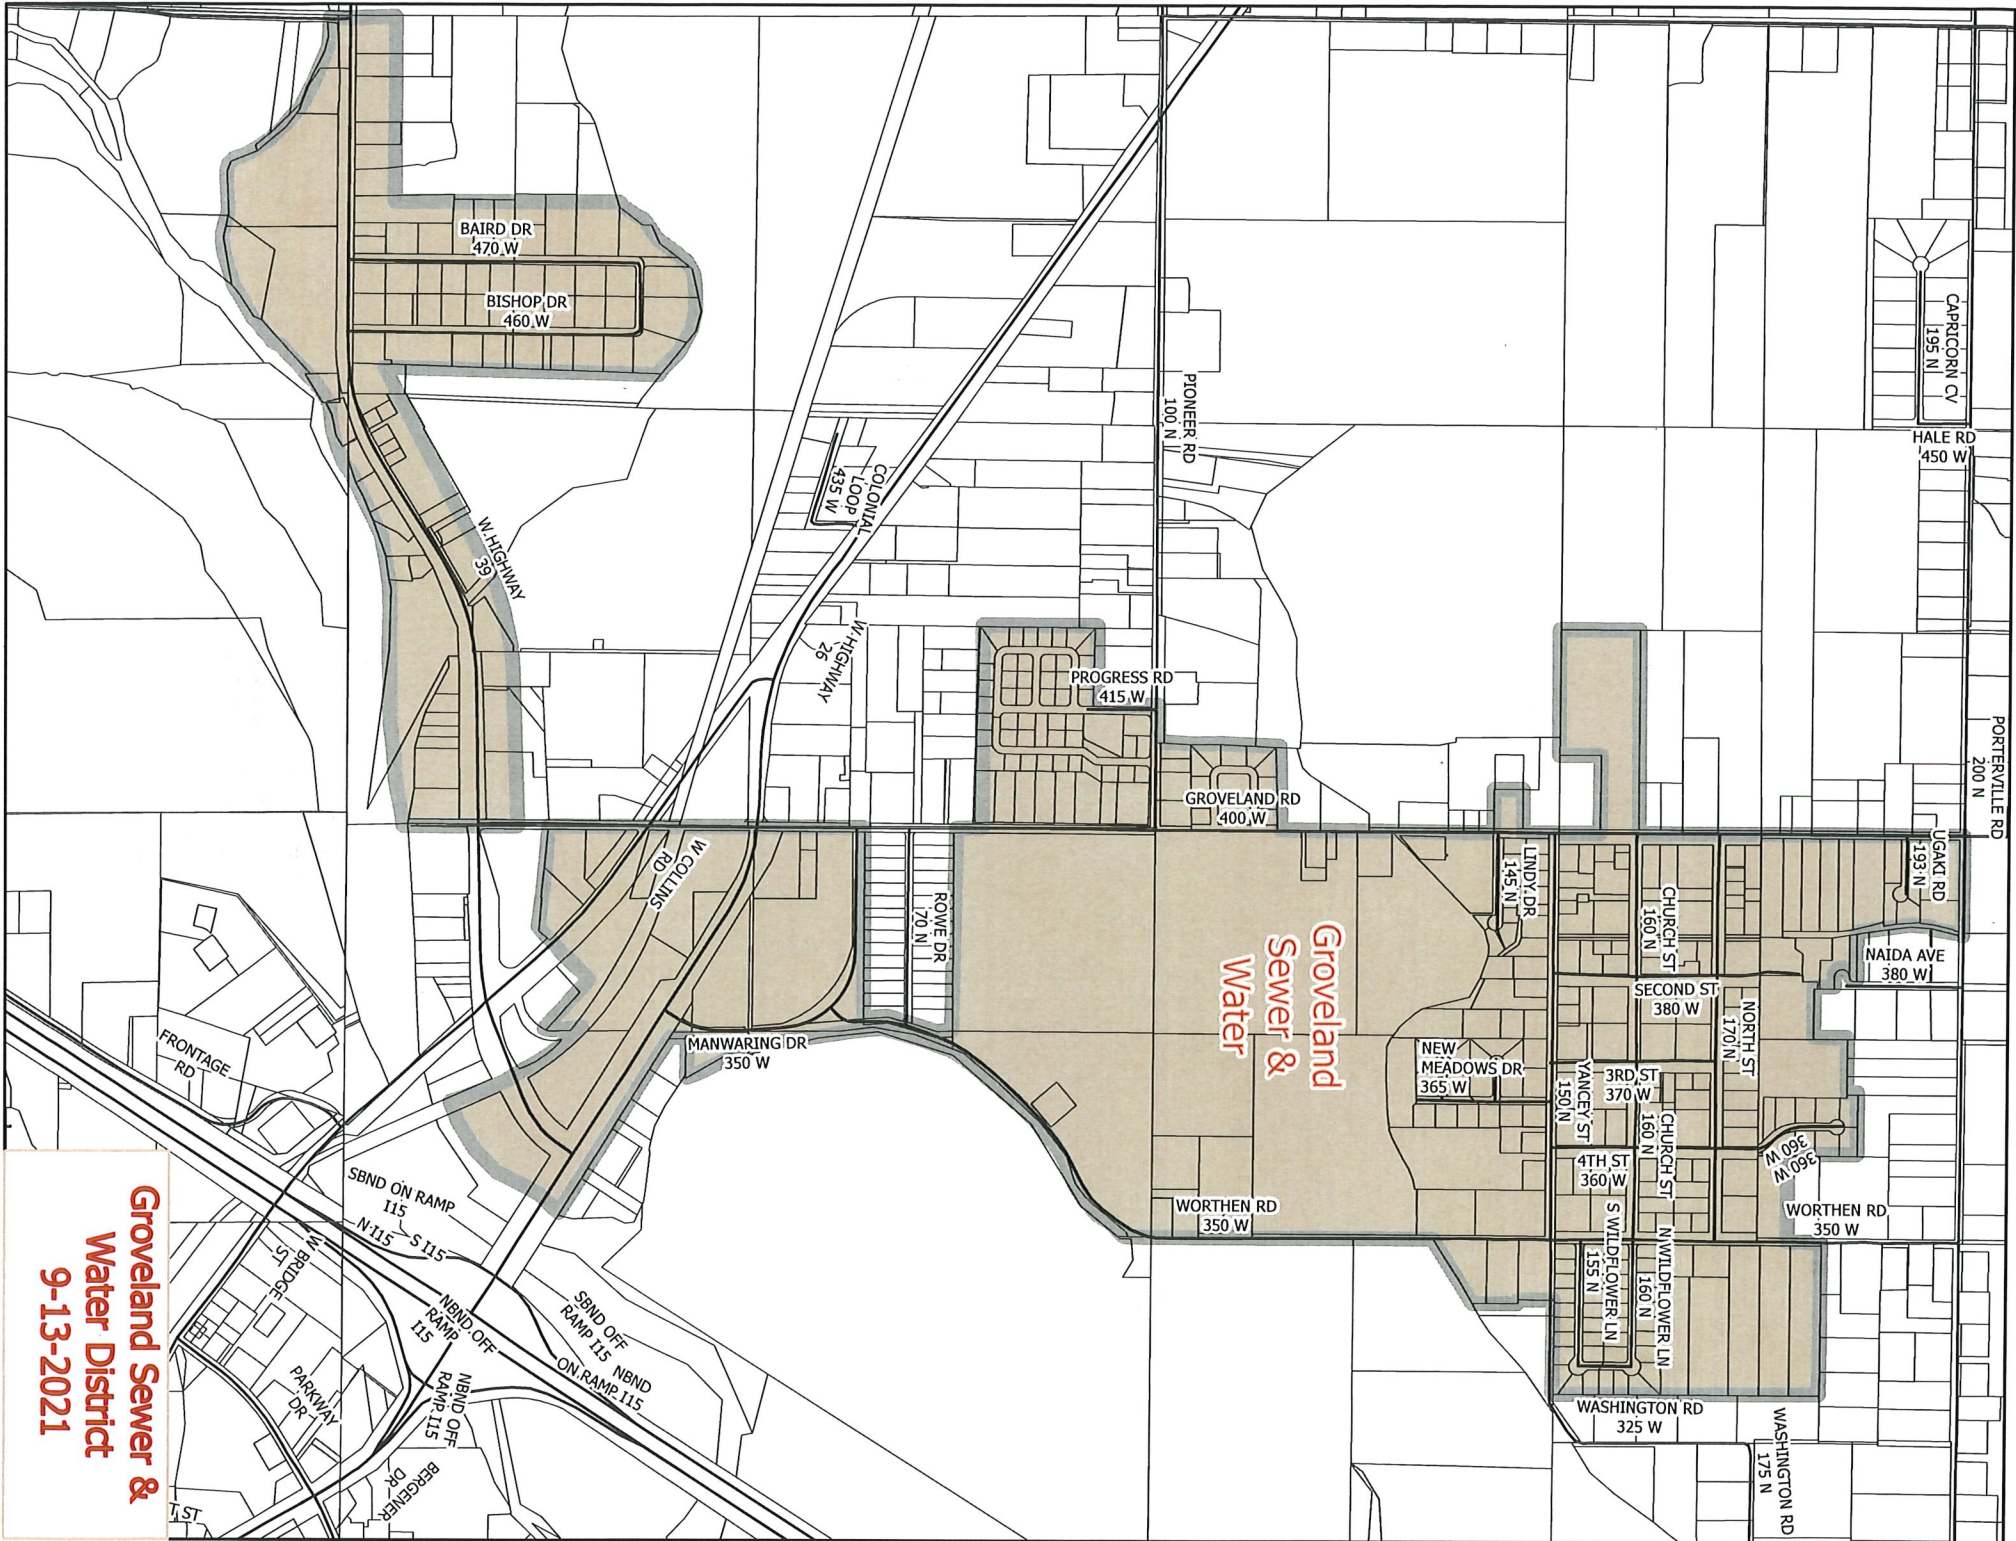 BAIRD DR
470 W
BISHOP DR
460 W
W HIGHWAY
39
COLONIAL
LOOP
435 W
W HIGHWAY
26
PIONEER RD
100 N
CAPRICORN CV
195 N
HALE RD
450 W
PORTERVILLE RD
200 N
PROGRESS RD
415 W
GROVELAND RD
400 W
UGAKI RD
193 N
LINDY DR
145 N
CHURCH ST
160 N
NAIDA AVE
380 W
W COLLINS
RD
ROWE DR
70 N
Groveland
Sewer &
Water
SECOND ST
380 W
NORTH ST
170 N
MANWARING DR
350 W
NEW
MEADOWS DR
365 W
YANCEY ST
150 N
3RD ST
370 W
CHURCH ST
160 N
360 W
360 W
4TH ST
360 W
WORTHEN RD
350 W
WORTHEN RD
350 W
S WILDFLOWER LN
155 N
N WILDFLOWER LN
160 N
WASHINGTON RD
325 W
WASHINGTON RD
175 N
FRONTAGE
RD
SBND ON RAMP
I15
N I15
S I15
W BRIDGE
ST
NBND OFF
RAMP
I15
SBND OFF
RAMP I15
NBND
ON RAMP I15
NBND OFF
RAMP I15
PARKWAY
DR
BERGENER
DR
T ST
Groveland Sewer &
Water District
9-13-2021